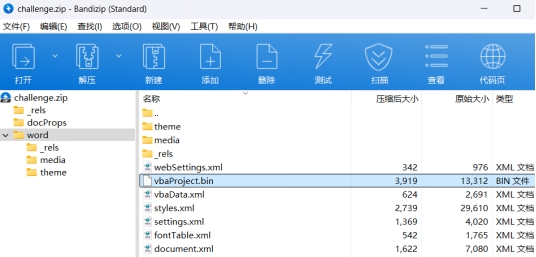 challenge.zip - Bandizip (Standard)
文件(F) 编辑(E) 查找(I) 选项(O) 视图(V) 工具(T) 帮助(H)
打开 解压 新建 添加 删除 测试 扫描 查看 代码页
challenge.zip
_rels
docProps
word
_rels
media
theme
名称 压缩后大小 原始大小 类型
..
theme
media
_rels
webSettings.xml 342 976 XML 文档
vbaProject.bin 3,919 13,312 BIN 文件
vbaData.xml 624 2,691 XML 文档
styles.xml 2,739 29,610 XML 文档
settings.xml 1,369 4,020 XML 文档
fontTable.xml 542 1,765 XML 文档
document.xml 1,622 7,080 XML 文档